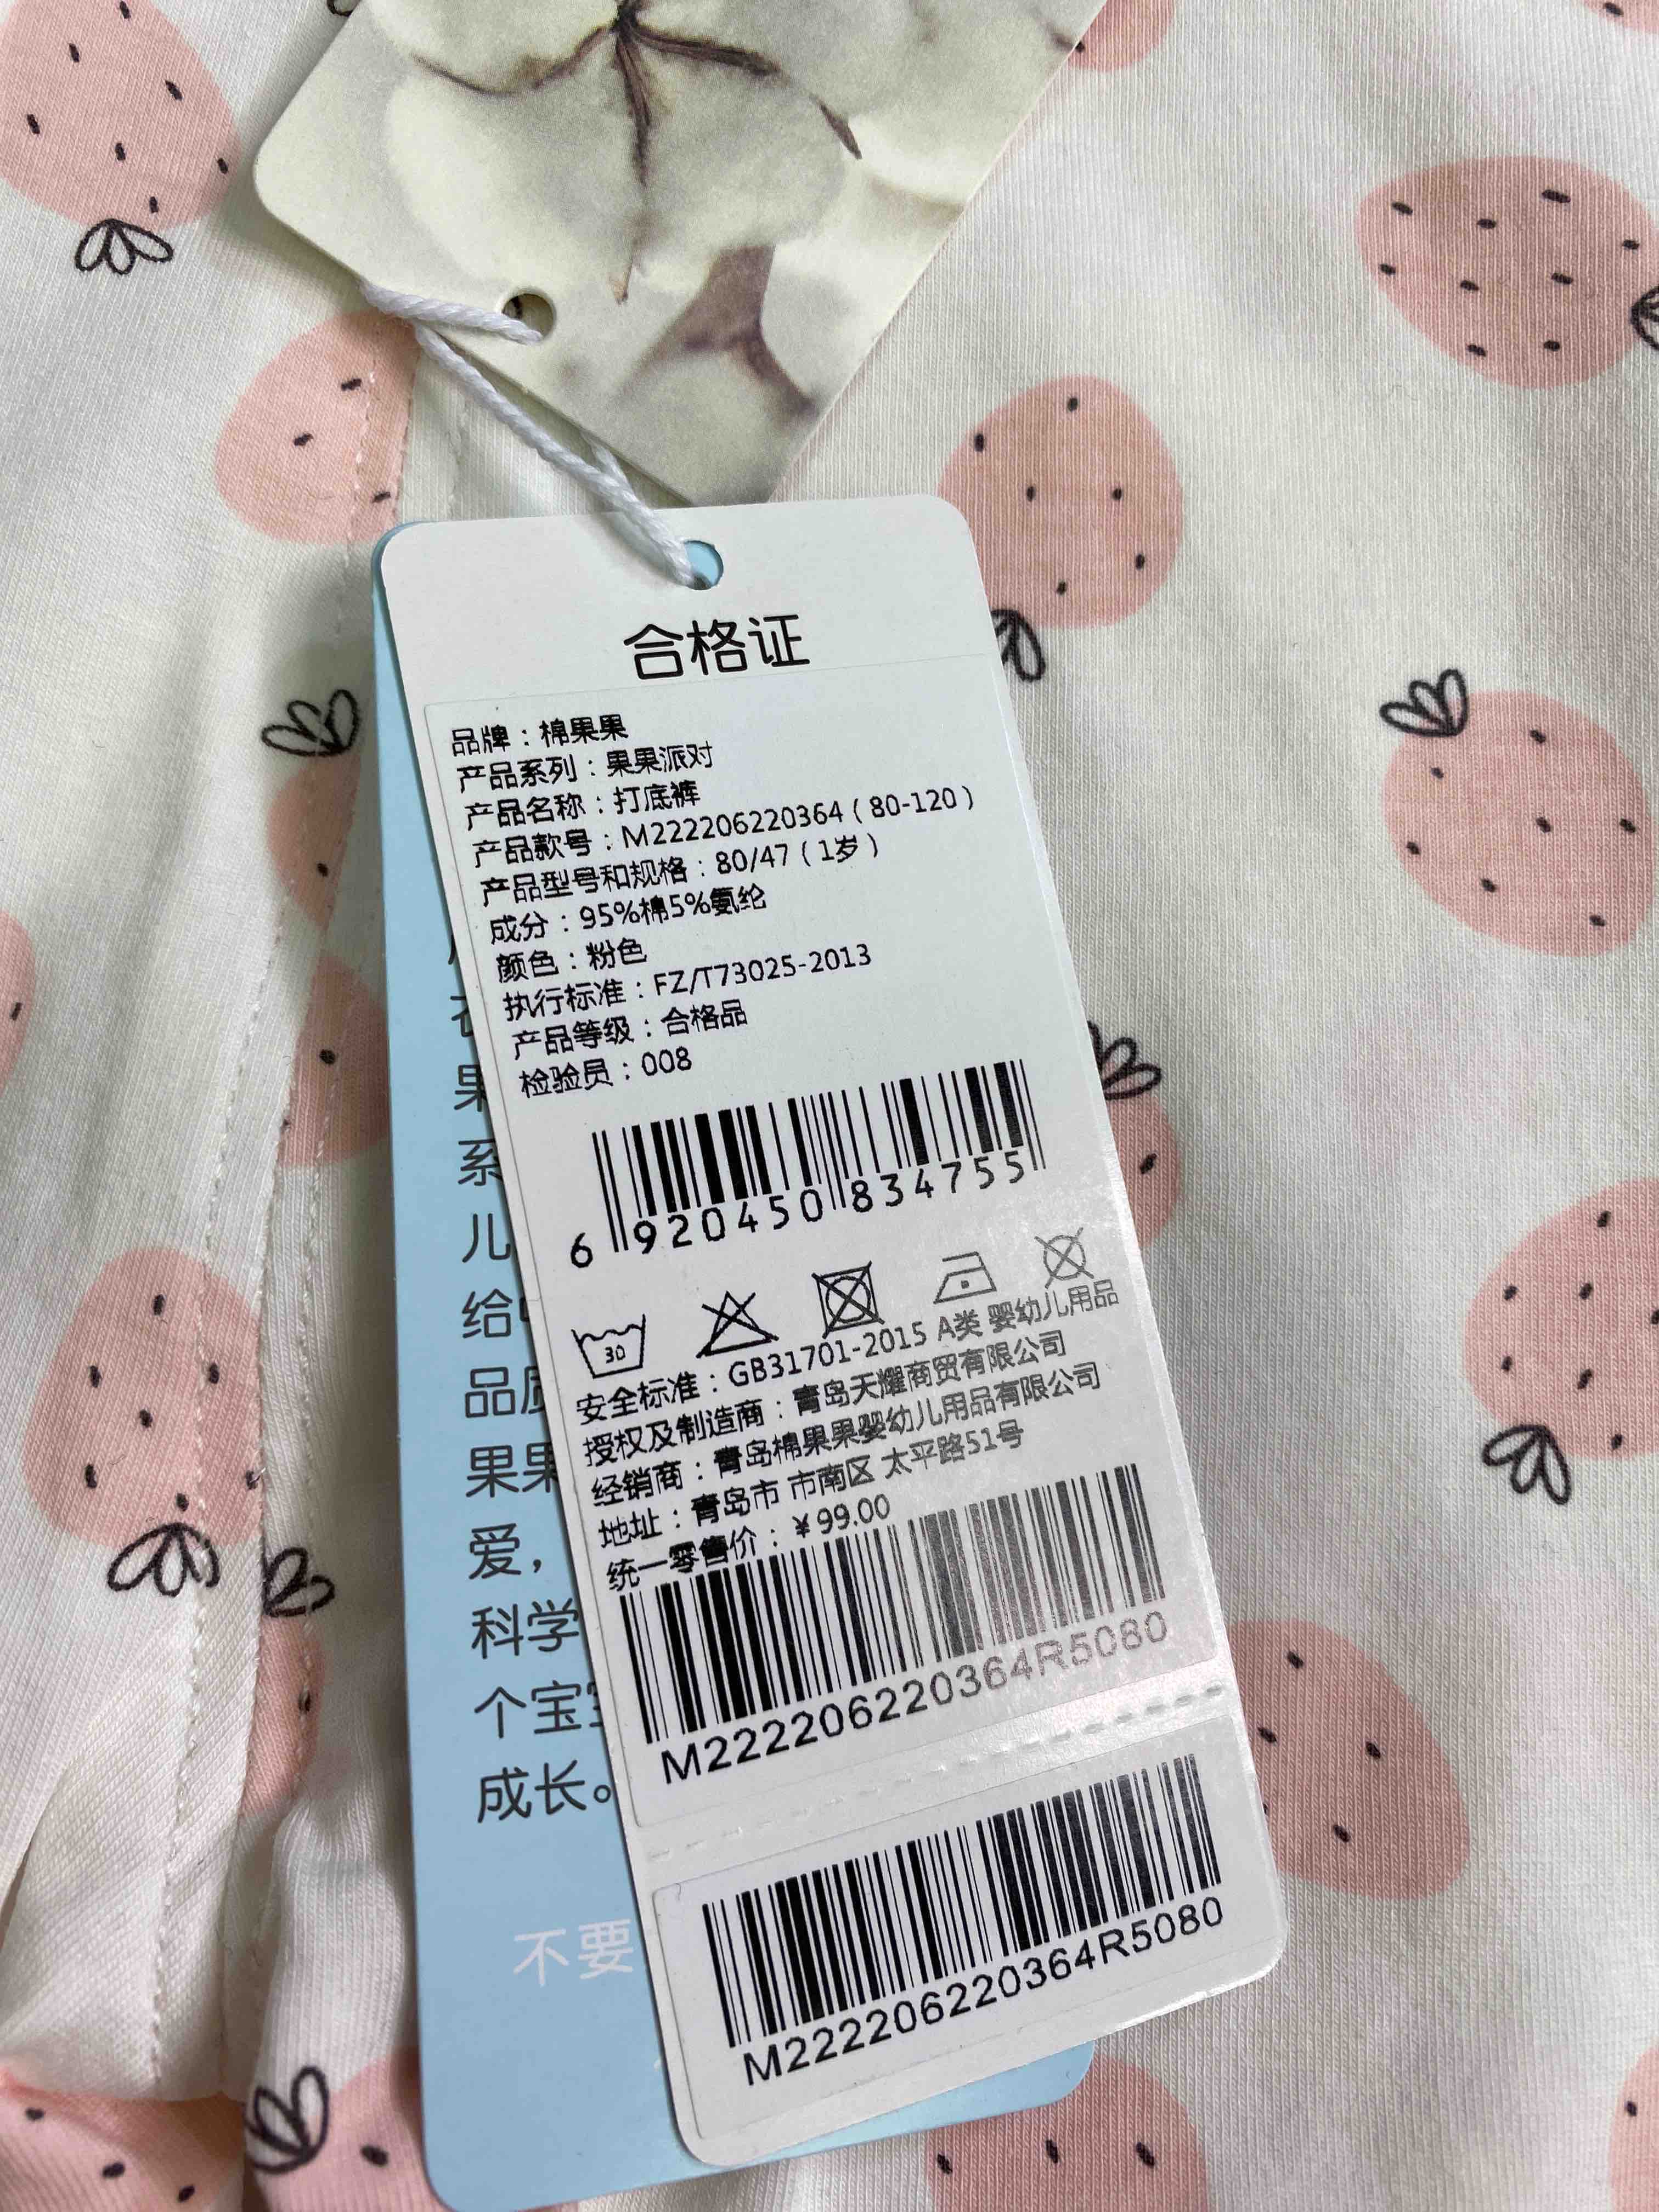 合格证
品牌：棉果果
产品系列：果果派对
产品名称：打底裤
产品款号：M222206220364（80-120）
产品型号和规格：80/47（1岁）
成分：95%棉5%氨纶
颜色：粉色
执行标准：FZ/T73025-2013
产品等级：合格品
检验员：008
6 920450 834755
30
安全标准：GB31701-2015 A类 婴幼儿用品
授权及制造商：青岛天耀商贸有限公司
经销商：青岛棉果果婴幼儿用品有限公司
地址：青岛市 市南区 太平路51号
统一零售价：¥99.00
M222206220364R5080
M222206220364R5080
果
系
儿
给
品质
果果
爱，
科学
个宝
成长。
不要